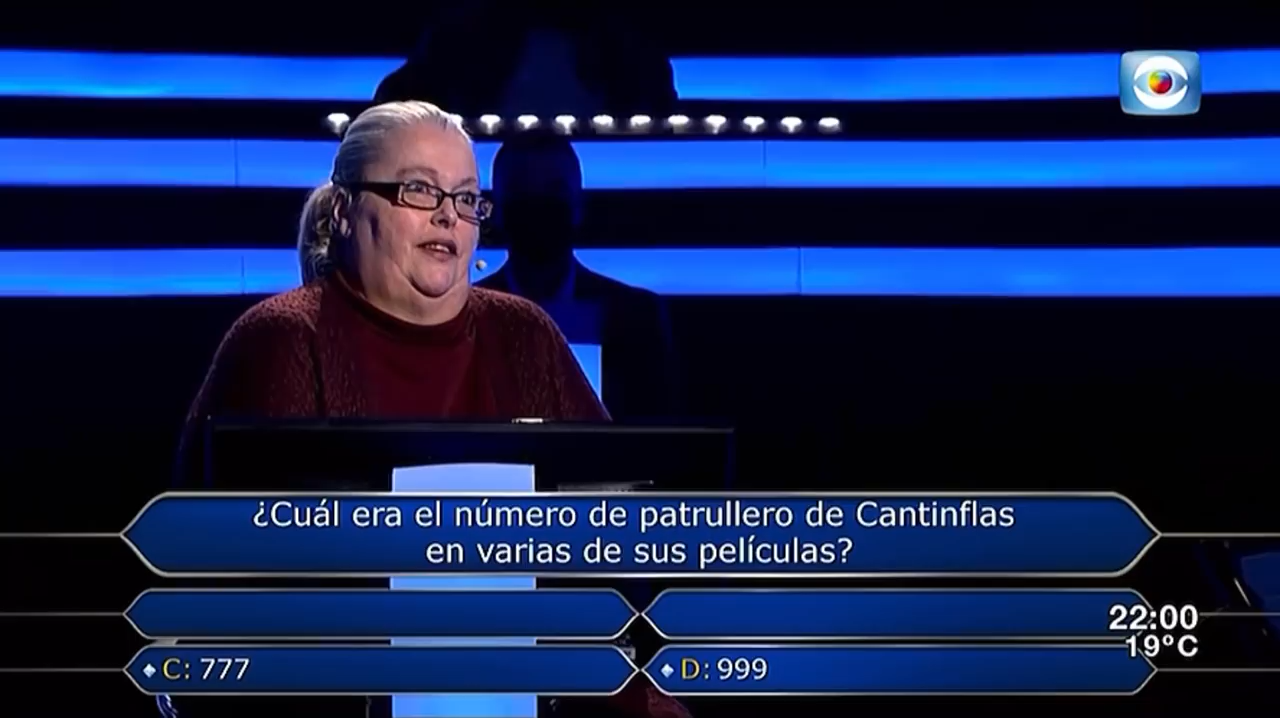 ¿Cuál era el número de patrullero de Cantinflas
en varias de sus películas?
22:00
19°C
C: 777
D: 999